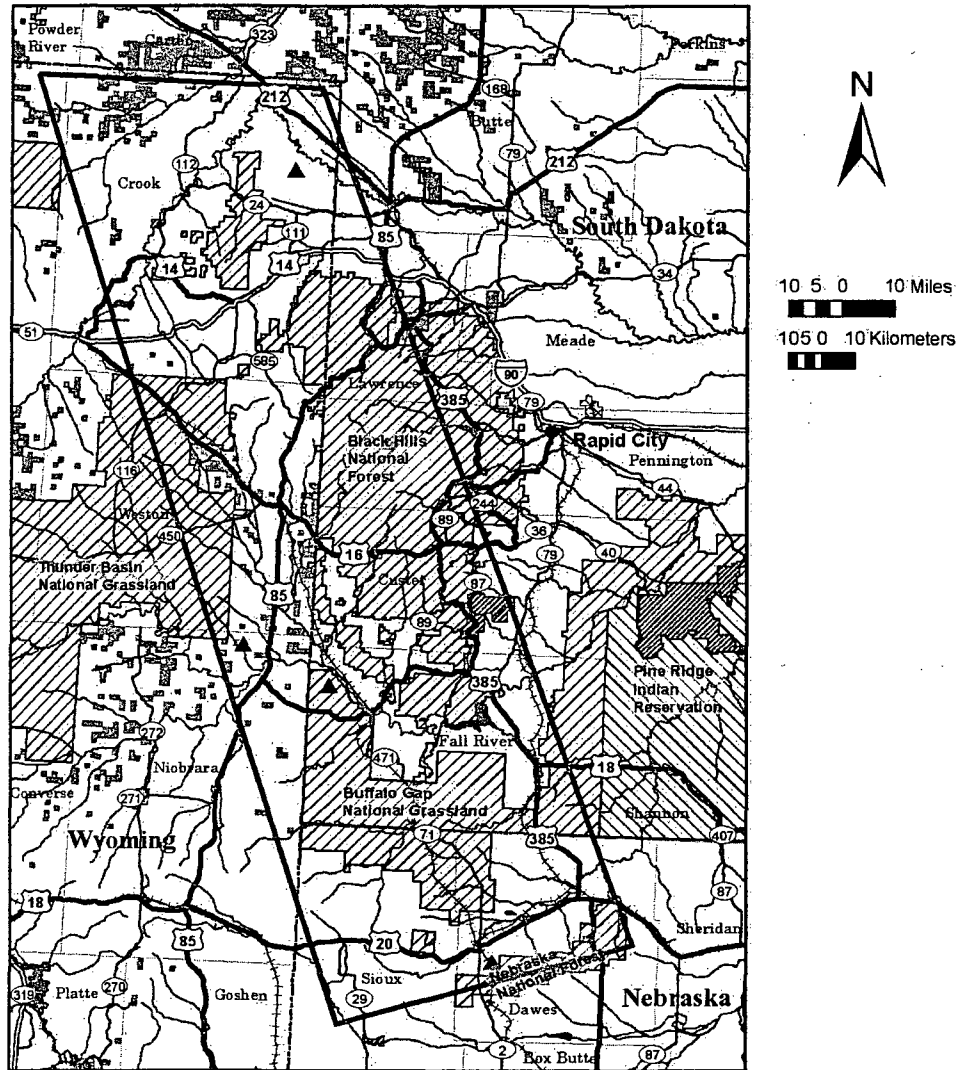 Powder
River
Carter
323
Perkins
212
168
Butte
79
212
112
Crook
24
South Dakota
111
85
14
14
34
51
Meade
585
90
Lawrence
385
79
Rapid City
Black Hills
National
Forest
Pennington
116
44
244
Weston
89
36
450
79
40
16
Thunder Basin
National Grassland
Custer
87
85
89
Pine Ridge
Indian
Reservation
385
272
Fall River
Niobrara
471
18
Converse
271
Buffalo Gap
National Grassland
Shannon
Wyoming
71
385
407
87
18
Sheridan
85
20
Sioux
Nebraska
National Forest
319
Platte
270
Goshen
29
Nebraska
Dawes
2
Box Butte
87
N
10 5 0 10 Miles
10 5 0 10 Kilometers